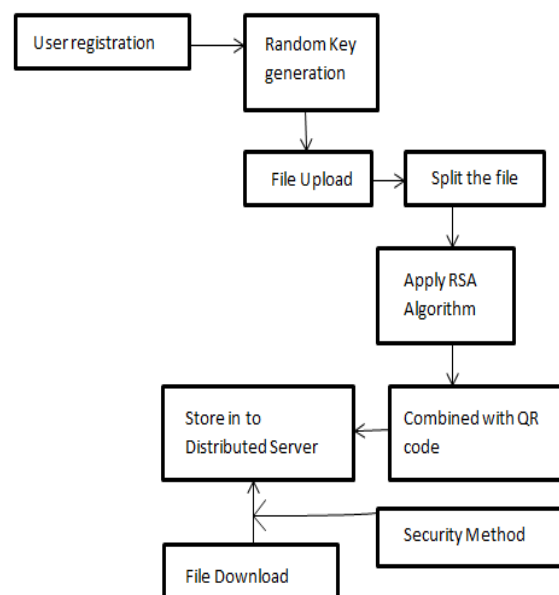 User registration
Random Key
generation
File Upload
Split the file
Apply RSA
Algorithm
Store in to
Distributed Server
Combined with QR
code
Security Method
File Download